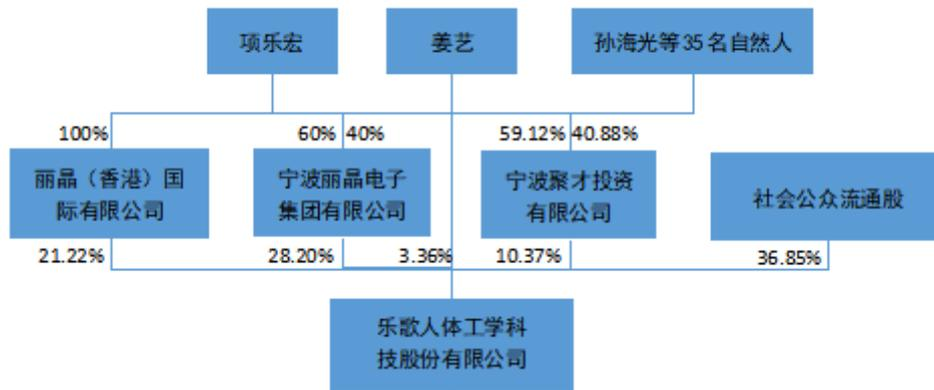 项乐宏
姜艺
孙海光等35名自然人
100%
60%
40%
59.12%
40.88%
丽晶（香港）国
际有限公司
宁波丽晶电子
集团有限公司
宁波聚才投资
有限公司
社会公众流通股
21.22%
28.20%
3.36%
10.37%
36.85%
乐歌人体工学科
技股份有限公司